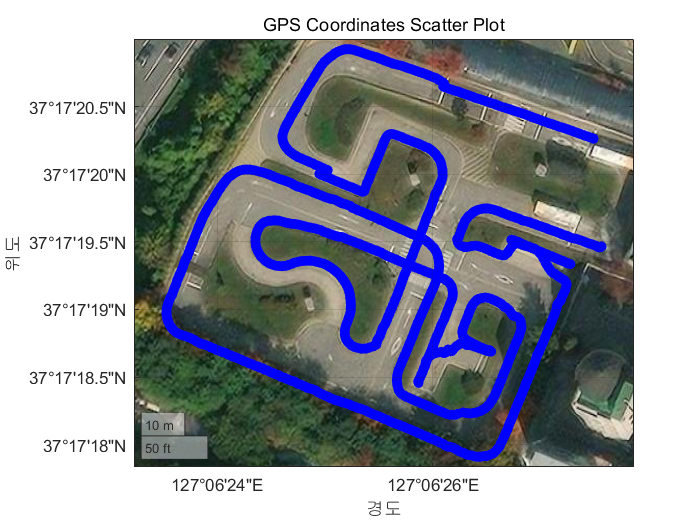 GPS Coordinates Scatter Plot
37°17'20.5"N
37°17'20"N
37°17'19.5"N
37°17'19"N
37°17'18.5"N
37°17'18"N
위도
10 m
50 ft
127°06'24"E
127°06'26"E
경도